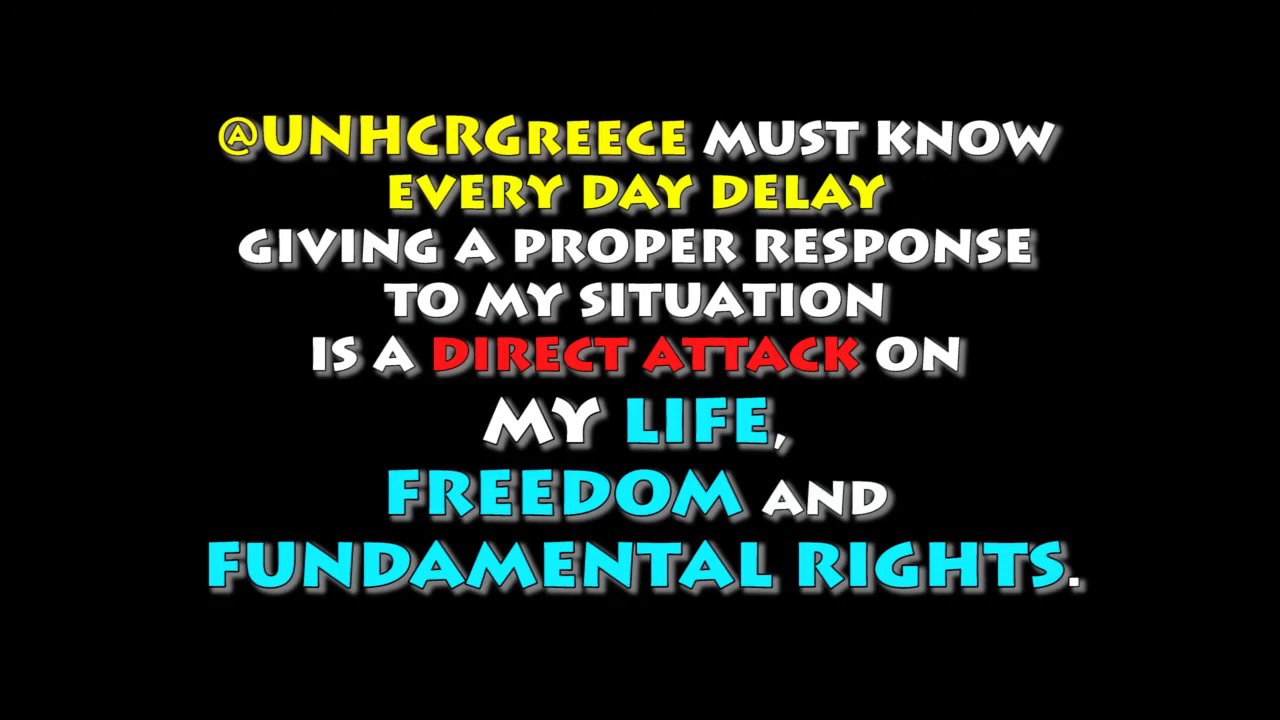 @UNHCRGREECE MUST KNOW
EVERY DAY DELAY
GIVING A PROPER RESPONSE
TO MY SITUATION
IS A DIRECT ATTACK ON
MY LIFE,
FREEDOM AND
FUNDAMENTAL RIGHTS.